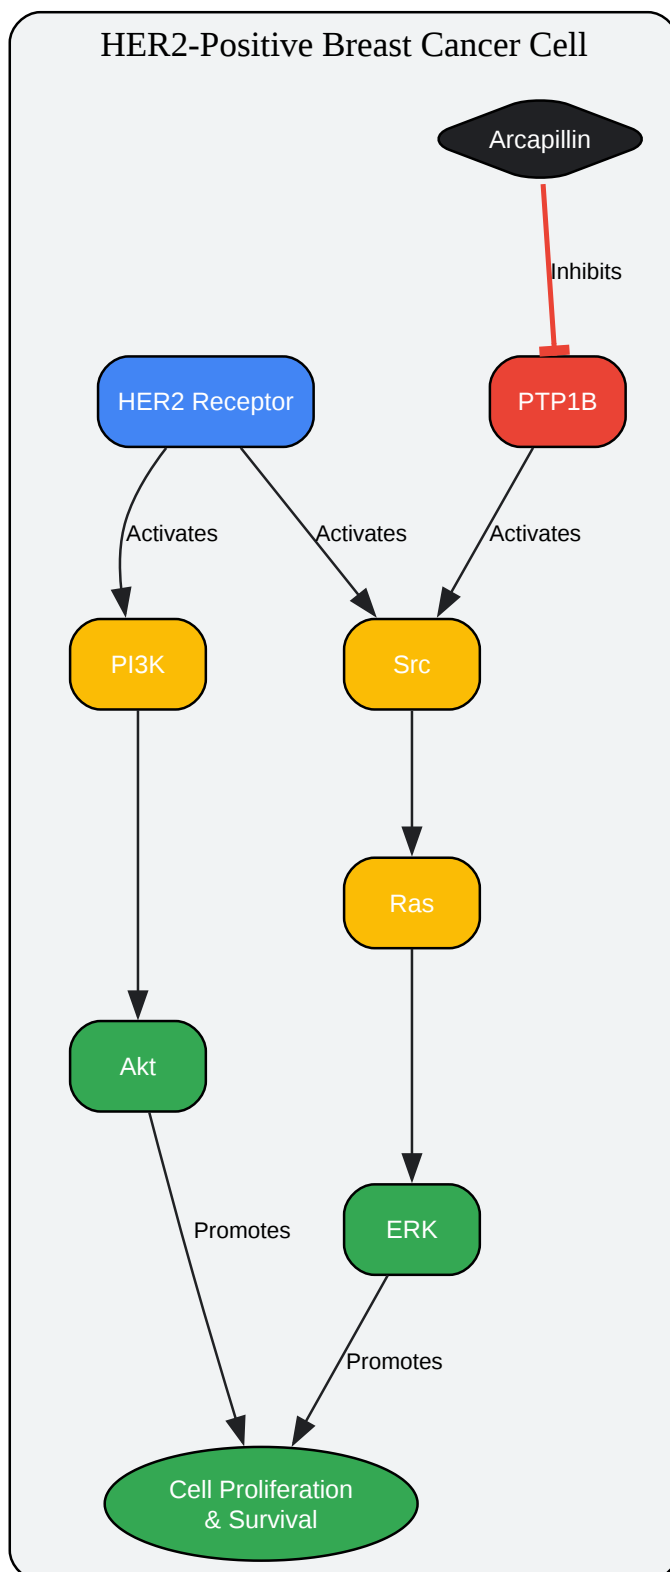 HER2-Positive Breast Cancer Cell
Arcapillin
Inhibits
HER2 Receptor
PTP1B
Activates
Activates
Activates
PI3K
Src
Ras
Akt
Promotes
ERK
Promotes
Cell Proliferation
& Survival